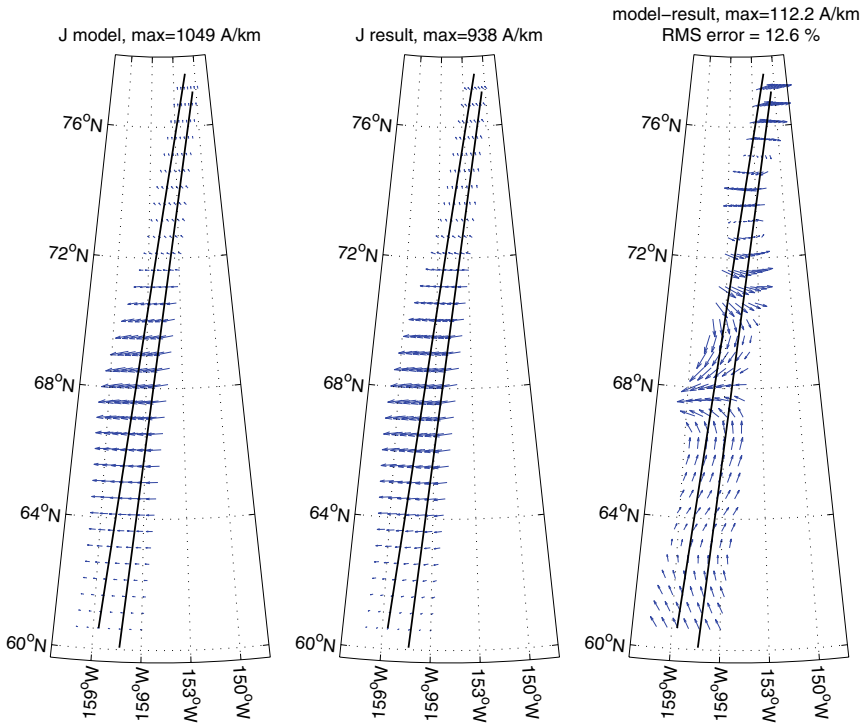 J model, max=1049 A/km
J result, max=938 A/km
model−result, max=112.2 A/km
RMS error = 12.6 %
76°N
72°N
68°N
64°N
60°N
159°W
156°W
153°W
150°W
76°N
72°N
68°N
64°N
60°N
159°W
156°W
153°W
150°W
76°N
72°N
68°N
64°N
60°N
159°W
156°W
153°W
150°W